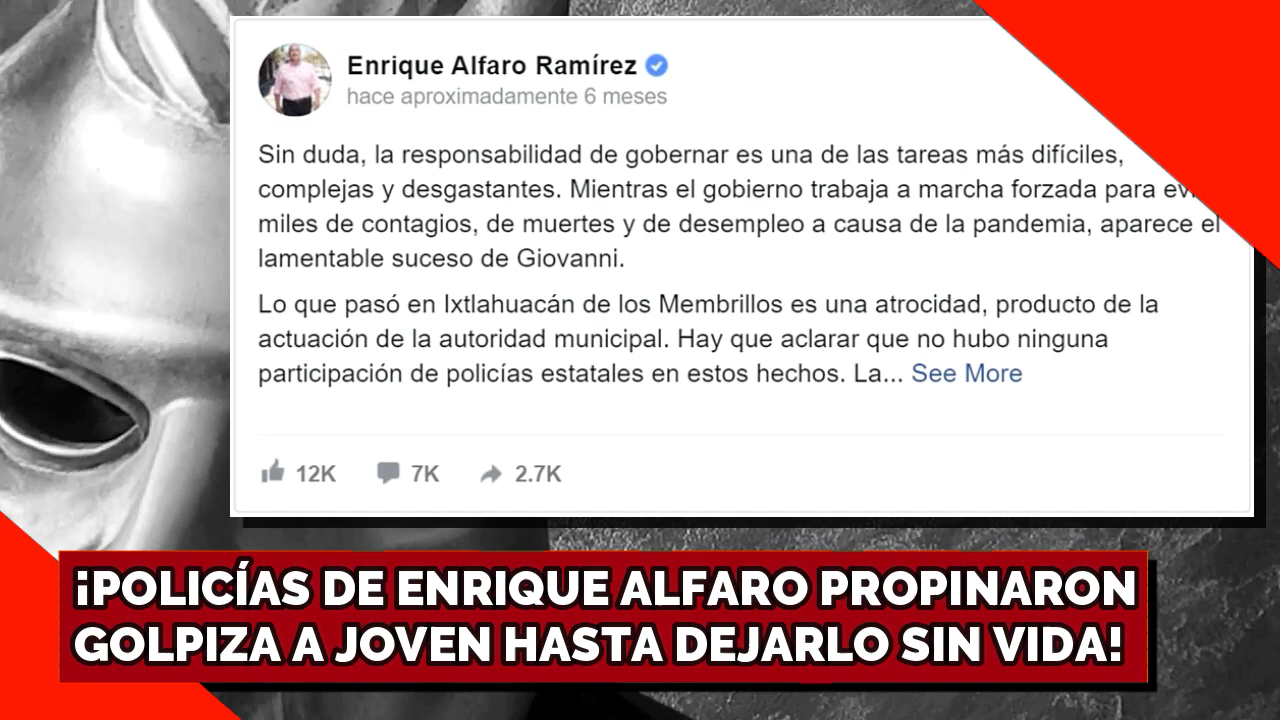 Enrique Alfaro Ramírez
hace aproximadamente 6 meses
Sin duda, la responsabilidad de gobernar es una de las tareas más difíciles,
complejas y desgastantes. Mientras el gobierno trabaja a marcha forzada para
miles de contagios, de muertes y de desempleo a causa de la pandemia, aparece el
lamentable suceso de Giovanni.
Lo que pasó en Ixtlahuacán de los Membrillos es una atrocidad, producto de la
actuación de la autoridad municipal. Hay que aclarar que no hubo ninguna
participación de policías estatales en estos hechos. La... See More
12K 7K 2.7K
¡POLICÍAS DE ENRIQUE ALFARO PROPINARON
GOLPIZA A JOVEN HASTA DEJARLO SIN VIDA!